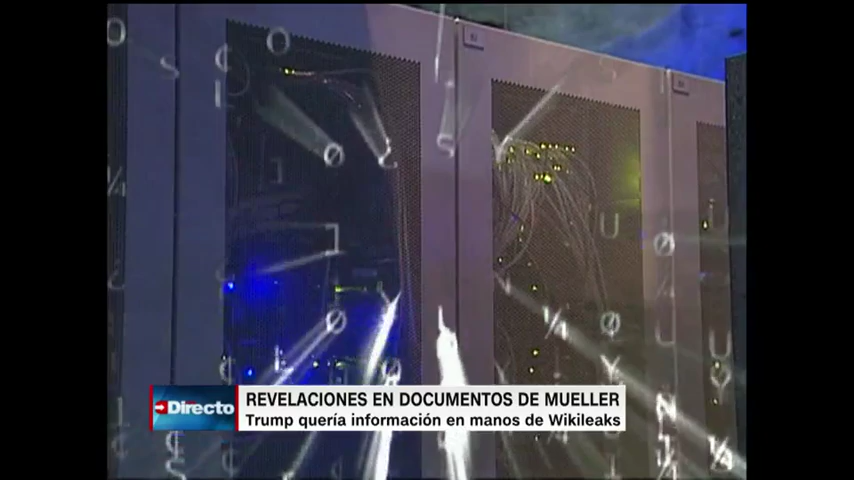 REVELACIONES EN DOCUMENTOS DE MUELLER
Directo
Trump quería información en manos de Wikileaks